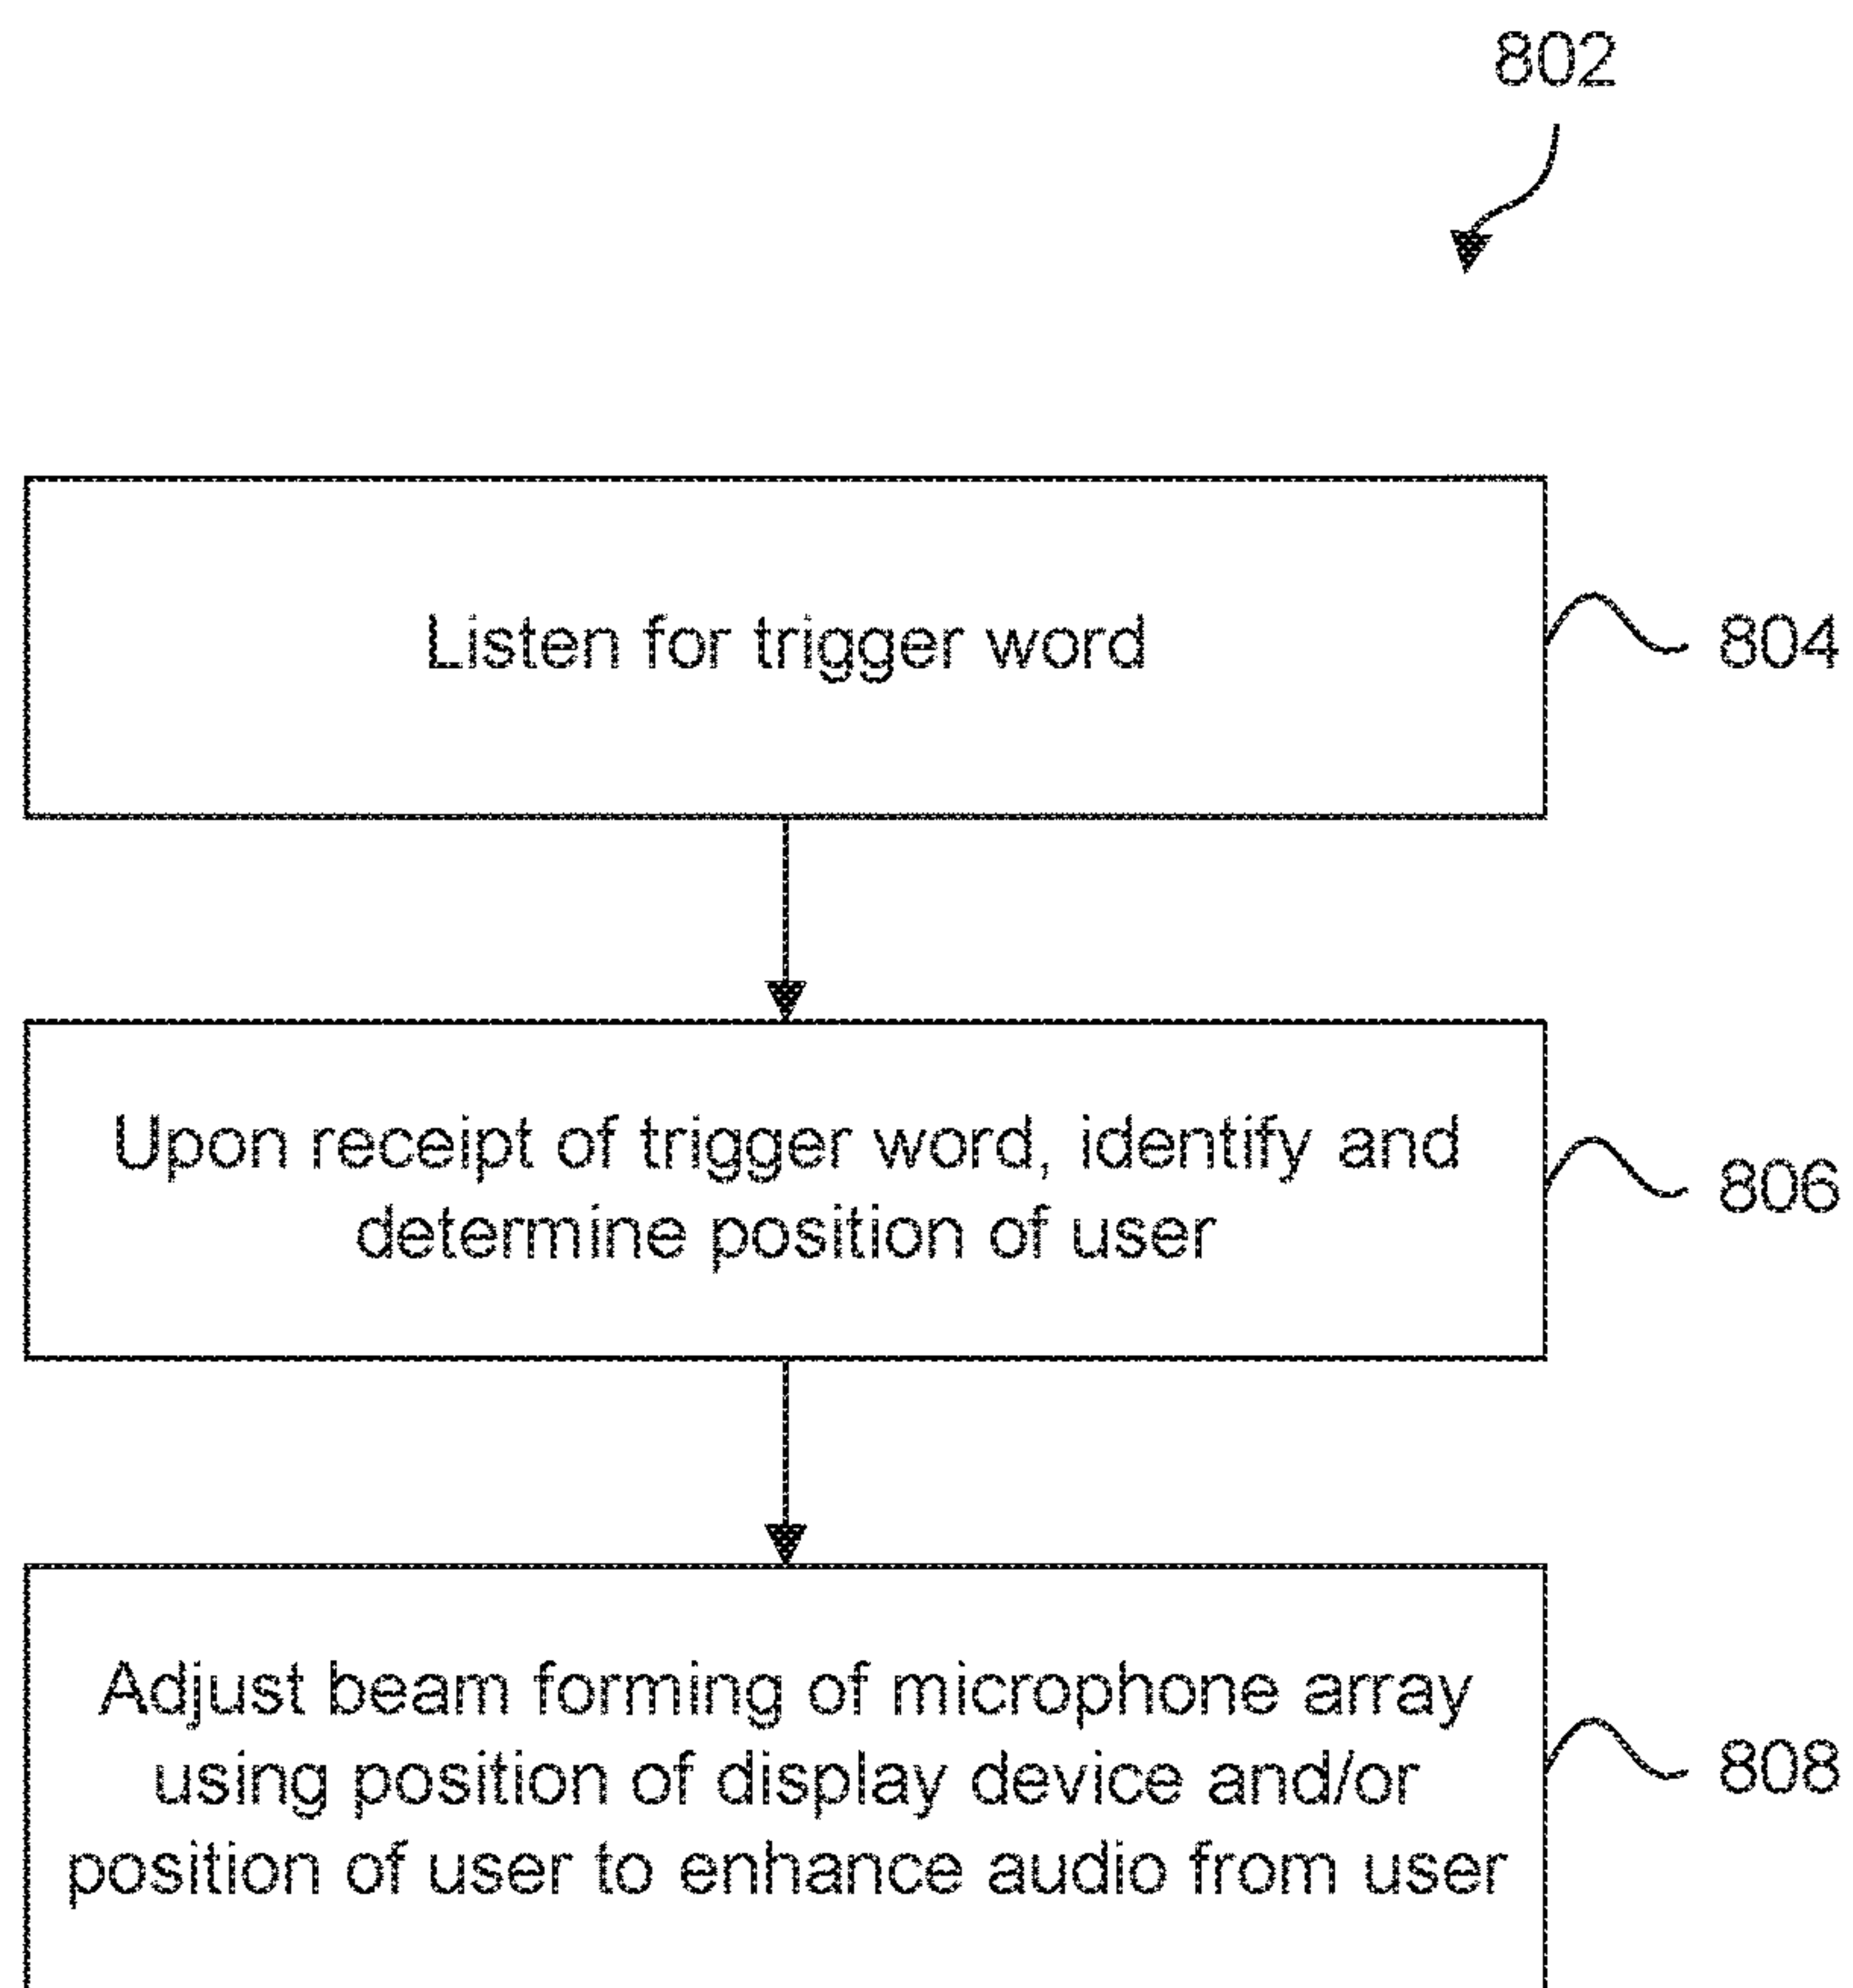 802
Listen for trigger word
804
Upon receipt of trigger word, identify and
determine position of user
806
Adjust beam forming of microphone array
using position of display device and/or
position of user to enhance audio from user
808